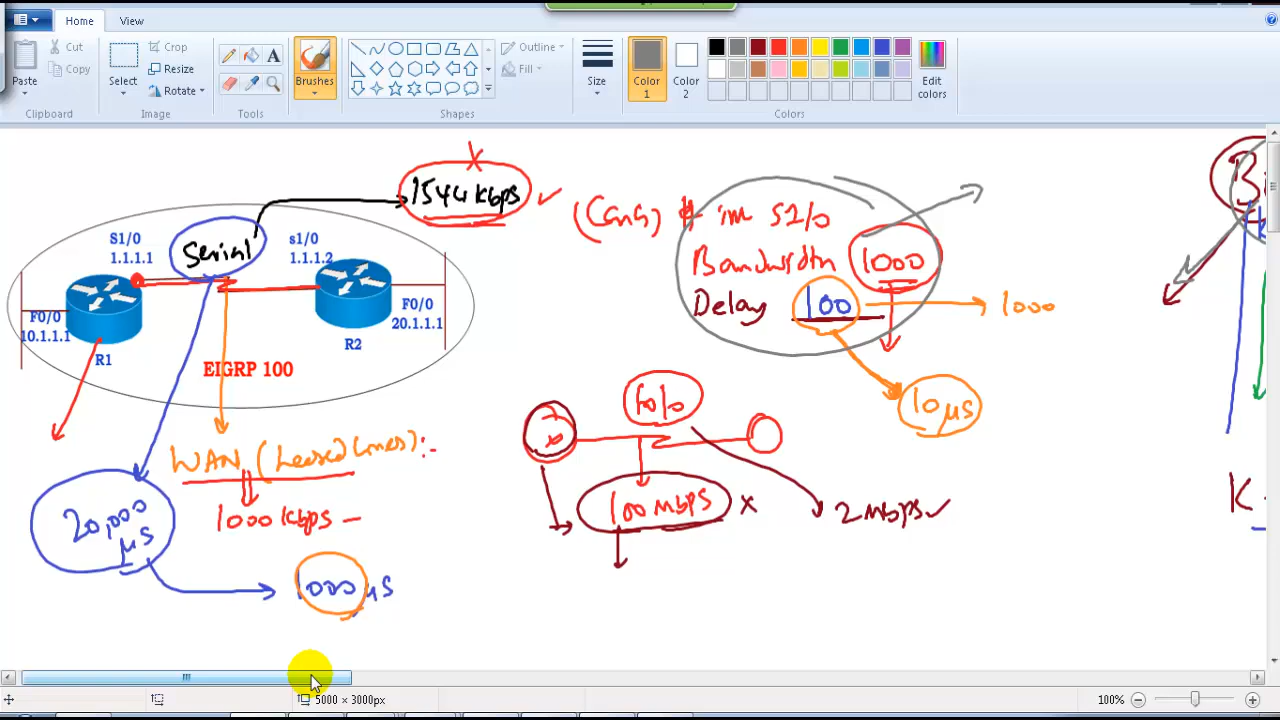 Home
View
Paste
Cut
Copy
Clipboard
Select
Crop
Resize
Rotate
Image
A
Tools
Brushes
Outline
Fill
Shapes
Size
Color 1
Color 2
Edit colors
Colors
1544 kbps
(Config) # int S1/0
Bandwidth 1000
Delay 100
1000
10 µs
S1/0
1.1.1.1
Serial
s1/0
1.1.1.2
F0/0
10.1.1.1
R1
F0/0
20.1.1.1
R2
EIGRP 100
WAN (Leased Lines) :-
1000 kbps
20,000 µs
1000 µs
f0/0
100 Mbps
2 Mbps
K
5000 × 3000px
100%